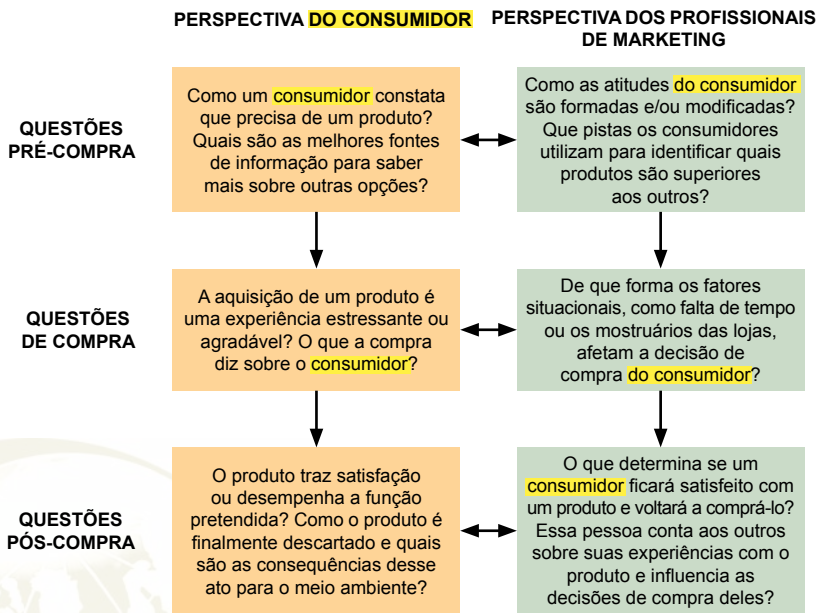 PERSPECTIVA DO CONSUMIDOR
PERSPECTIVA DOS PROFISSIONAIS
DE MARKETING
QUESTÕES
PRÉ-COMPRA
Como um consumidor constata
que precisa de um produto?
Quais são as melhores fontes
de informação para saber
mais sobre outras opções?
Como as atitudes do consumidor
são formadas e/ou modificadas?
Que pistas os consumidores
utilizam para identificar quais
produtos são superiores
aos outros?
QUESTÕES
DE COMPRA
A aquisição de um produto é
uma experiência estressante ou
agradável? O que a compra
diz sobre o consumidor?
De que forma os fatores
situacionais, como falta de tempo
ou os mostruários das lojas,
afetam a decisão de
compra do consumidor?
QUESTÕES
PÓS-COMPRA
O produto traz satisfação
ou desempenha a função
pretendida? Como o produto é
finalmente descartado e quais
são as consequências desse
ato para o meio ambiente?
O que determina se um
consumidor ficará satisfeito com
um produto e voltará a comprá-lo?
Essa pessoa conta aos outros
sobre suas experiências com o
produto e influencia as
decisões de compra deles?